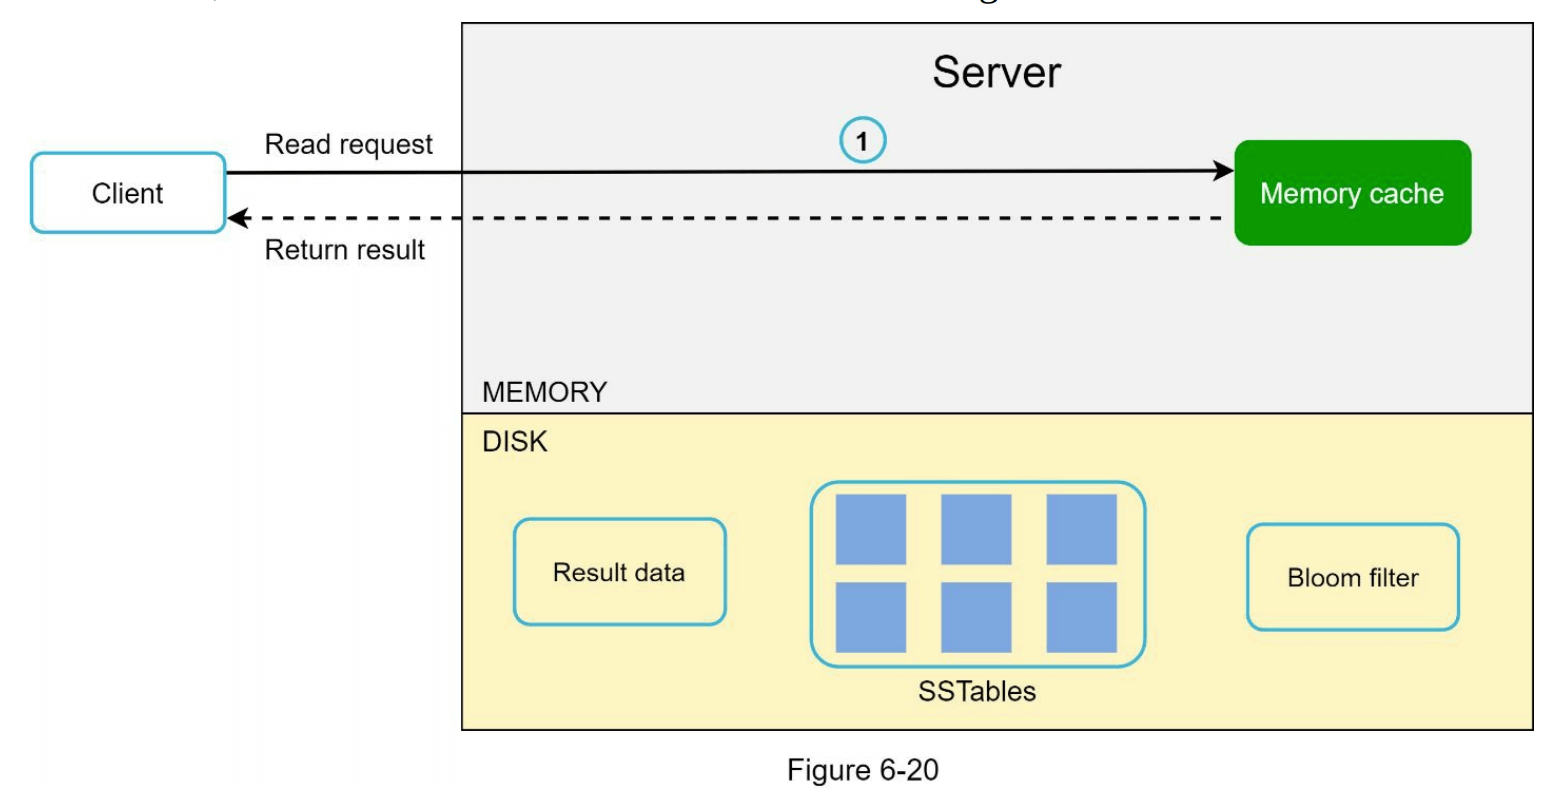 Server
Read request
1
Client
Memory cache
Return result
MEMORY
DISK
Result data
Bloom filter
SSTables
Figure 6-20